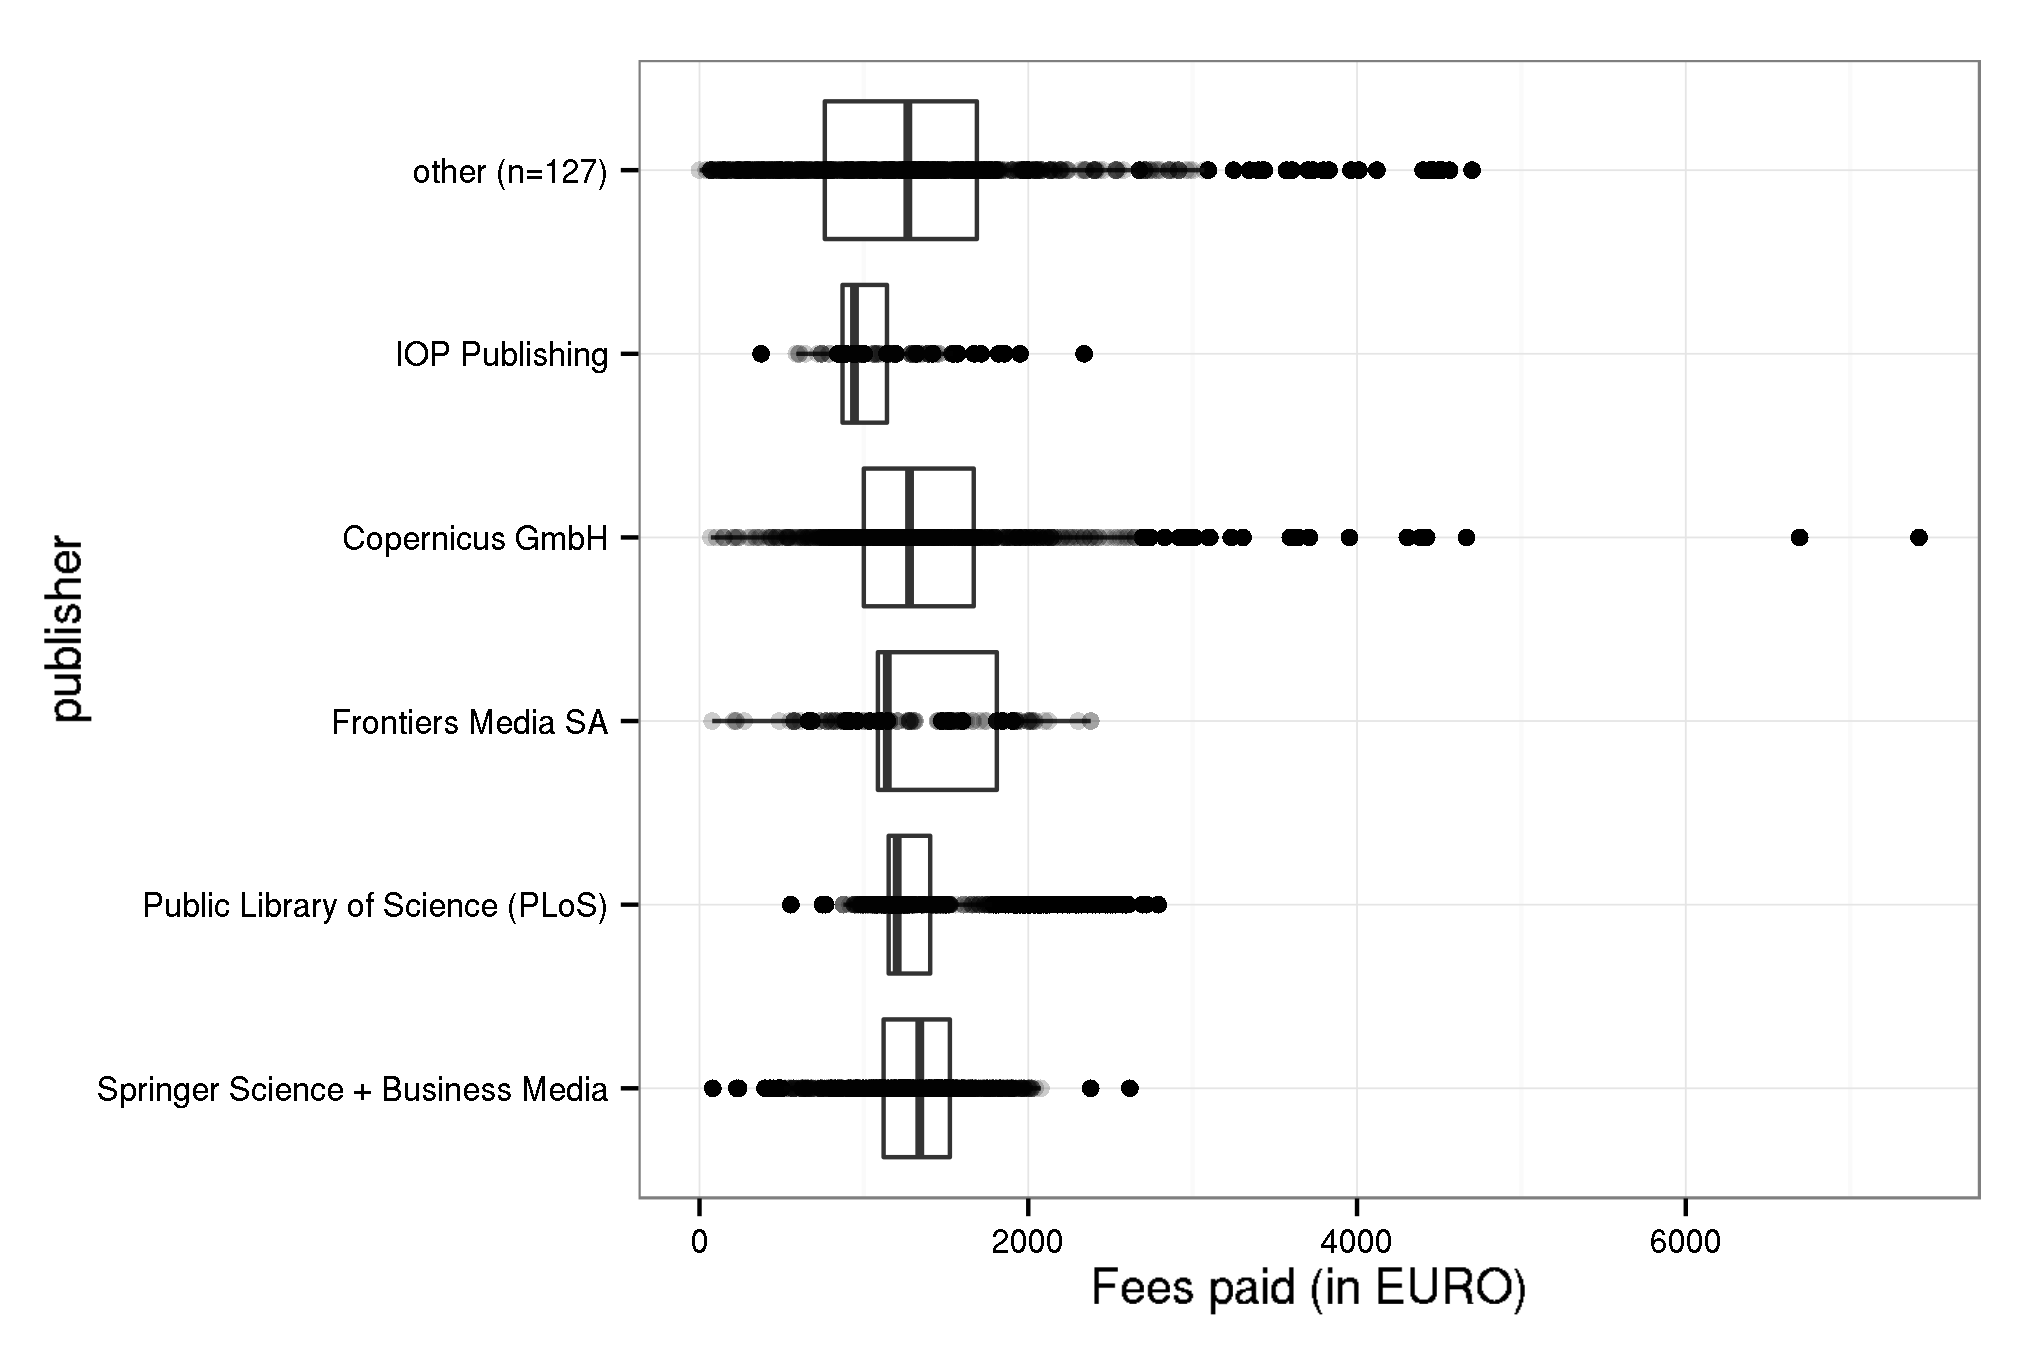 publisher
other (n=127)
IOP Publishing
Copernicus GmbH
Frontiers Media SA
Public Library of Science (PLoS)
Springer Science + Business Media
0 2000 4000 6000
Fees paid (in EURO)